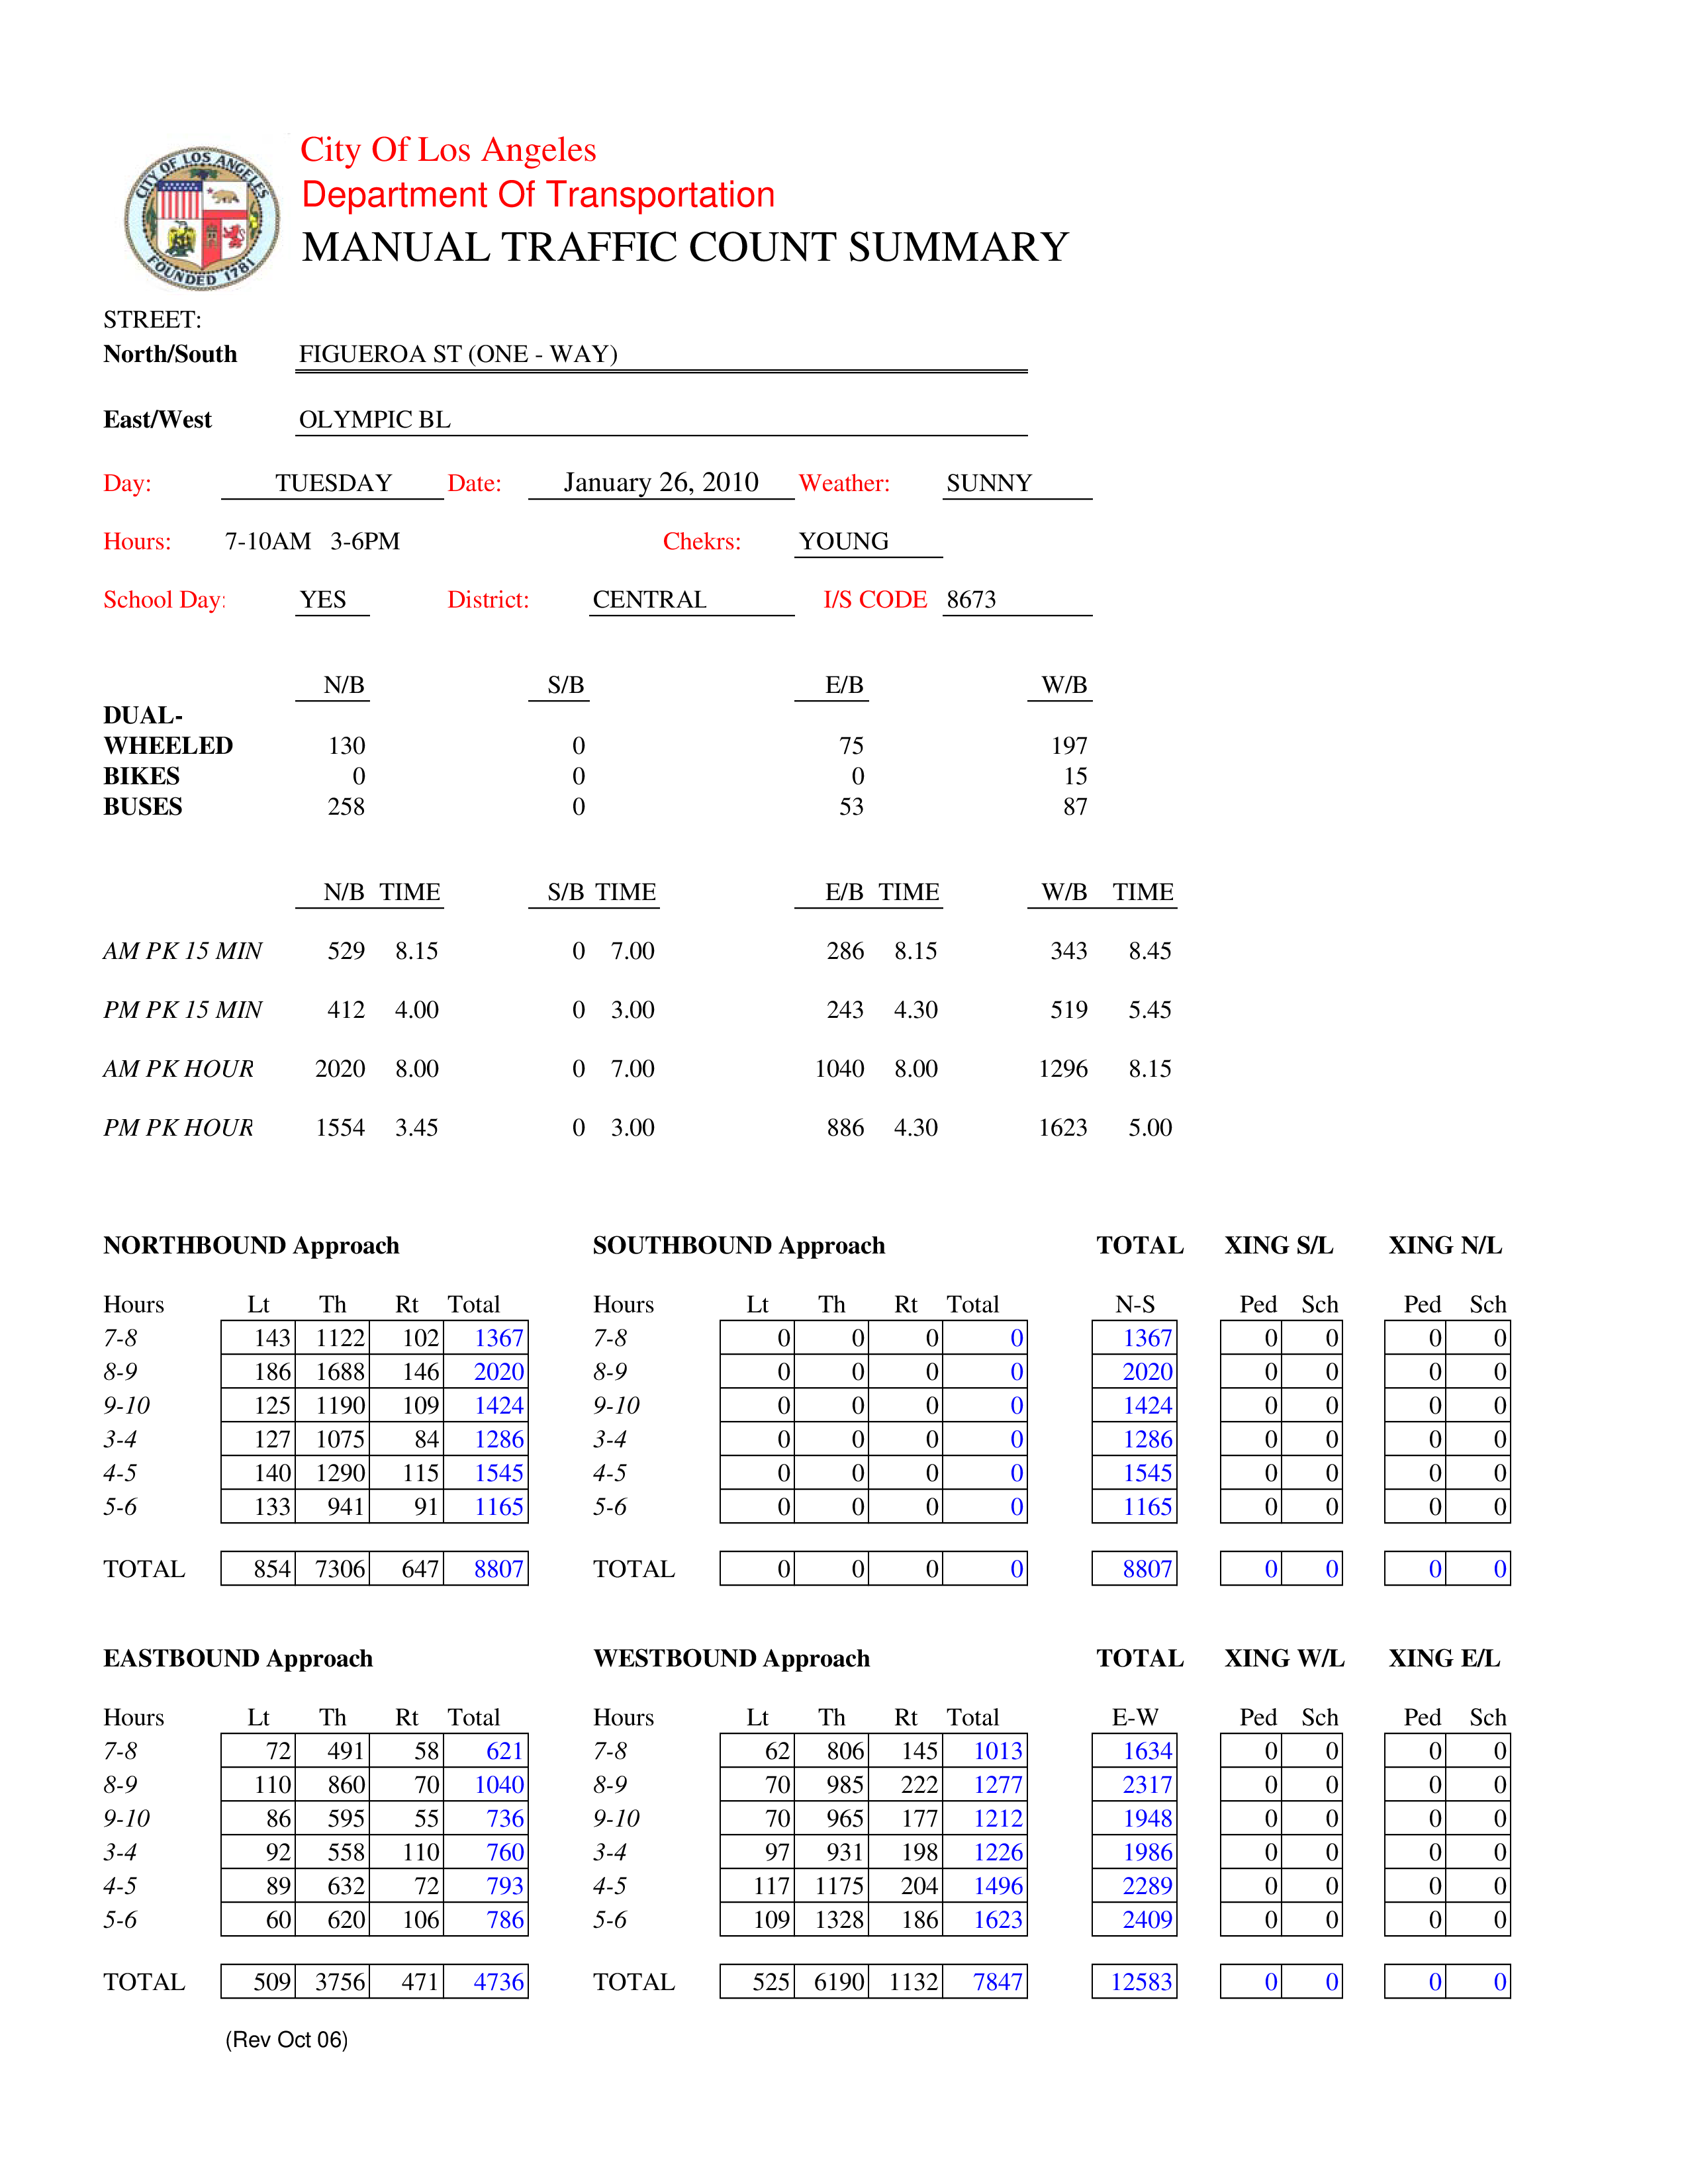 CITY OF LOS ANGELES
FOUNDED 1781
City Of Los Angeles
Department Of Transportation
MANUAL TRAFFIC COUNT SUMMARY
STREET:
North/South FIGUEROA ST (ONE - WAY)
East/West OLYMPIC BL
Day: TUESDAY Date: January 26, 2010 Weather: SUNNY
Hours: 7-10AM 3-6PM Chekrs: YOUNG
School Day: YES District: CENTRAL I/S CODE 8673
N/B S/B E/B W/B
DUAL-
WHEELED 130 0 75 197
BIKES 0 0 0 15
BUSES 258 0 53 87
N/B TIME S/B TIME E/B TIME W/B TIME
AM PK 15 MIN 529 8.15 0 7.00 286 8.15 343 8.45
PM PK 15 MIN 412 4.00 0 3.00 243 4.30 519 5.45
AM PK HOUR 2020 8.00 0 7.00 1040 8.00 1296 8.15
PM PK HOUR 1554 3.45 0 3.00 886 4.30 1623 5.00
NORTHBOUND Approach SOUTHBOUND Approach TOTAL XING S/L XING N/L
Hours Lt Th Rt Total Hours Lt Th Rt Total N-S Ped Sch Ped Sch
7-8 143 1122 102 1367 7-8 0 0 0 0 1367 0 0 0 0
8-9 186 1688 146 2020 8-9 0 0 0 0 2020 0 0 0 0
9-10 125 1190 109 1424 9-10 0 0 0 0 1424 0 0 0 0
3-4 127 1075 84 1286 3-4 0 0 0 0 1286 0 0 0 0
4-5 140 1290 115 1545 4-5 0 0 0 0 1545 0 0 0 0
5-6 133 941 91 1165 5-6 0 0 0 0 1165 0 0 0 0
TOTAL 854 7306 647 8807 TOTAL 0 0 0 0 8807 0 0 0 0
EASTBOUND Approach WESTBOUND Approach TOTAL XING W/L XING E/L
Hours Lt Th Rt Total Hours Lt Th Rt Total E-W Ped Sch Ped Sch
7-8 72 491 58 621 7-8 62 806 145 1013 1634 0 0 0 0
8-9 110 860 70 1040 8-9 70 985 222 1277 2317 0 0 0 0
9-10 86 595 55 736 9-10 70 965 177 1212 1948 0 0 0 0
3-4 92 558 110 760 3-4 97 931 198 1226 1986 0 0 0 0
4-5 89 632 72 793 4-5 117 1175 204 1496 2289 0 0 0 0
5-6 60 620 106 786 5-6 109 1328 186 1623 2409 0 0 0 0
TOTAL 509 3756 471 4736 TOTAL 525 6190 1132 7847 12583 0 0 0 0
(Rev Oct 06)